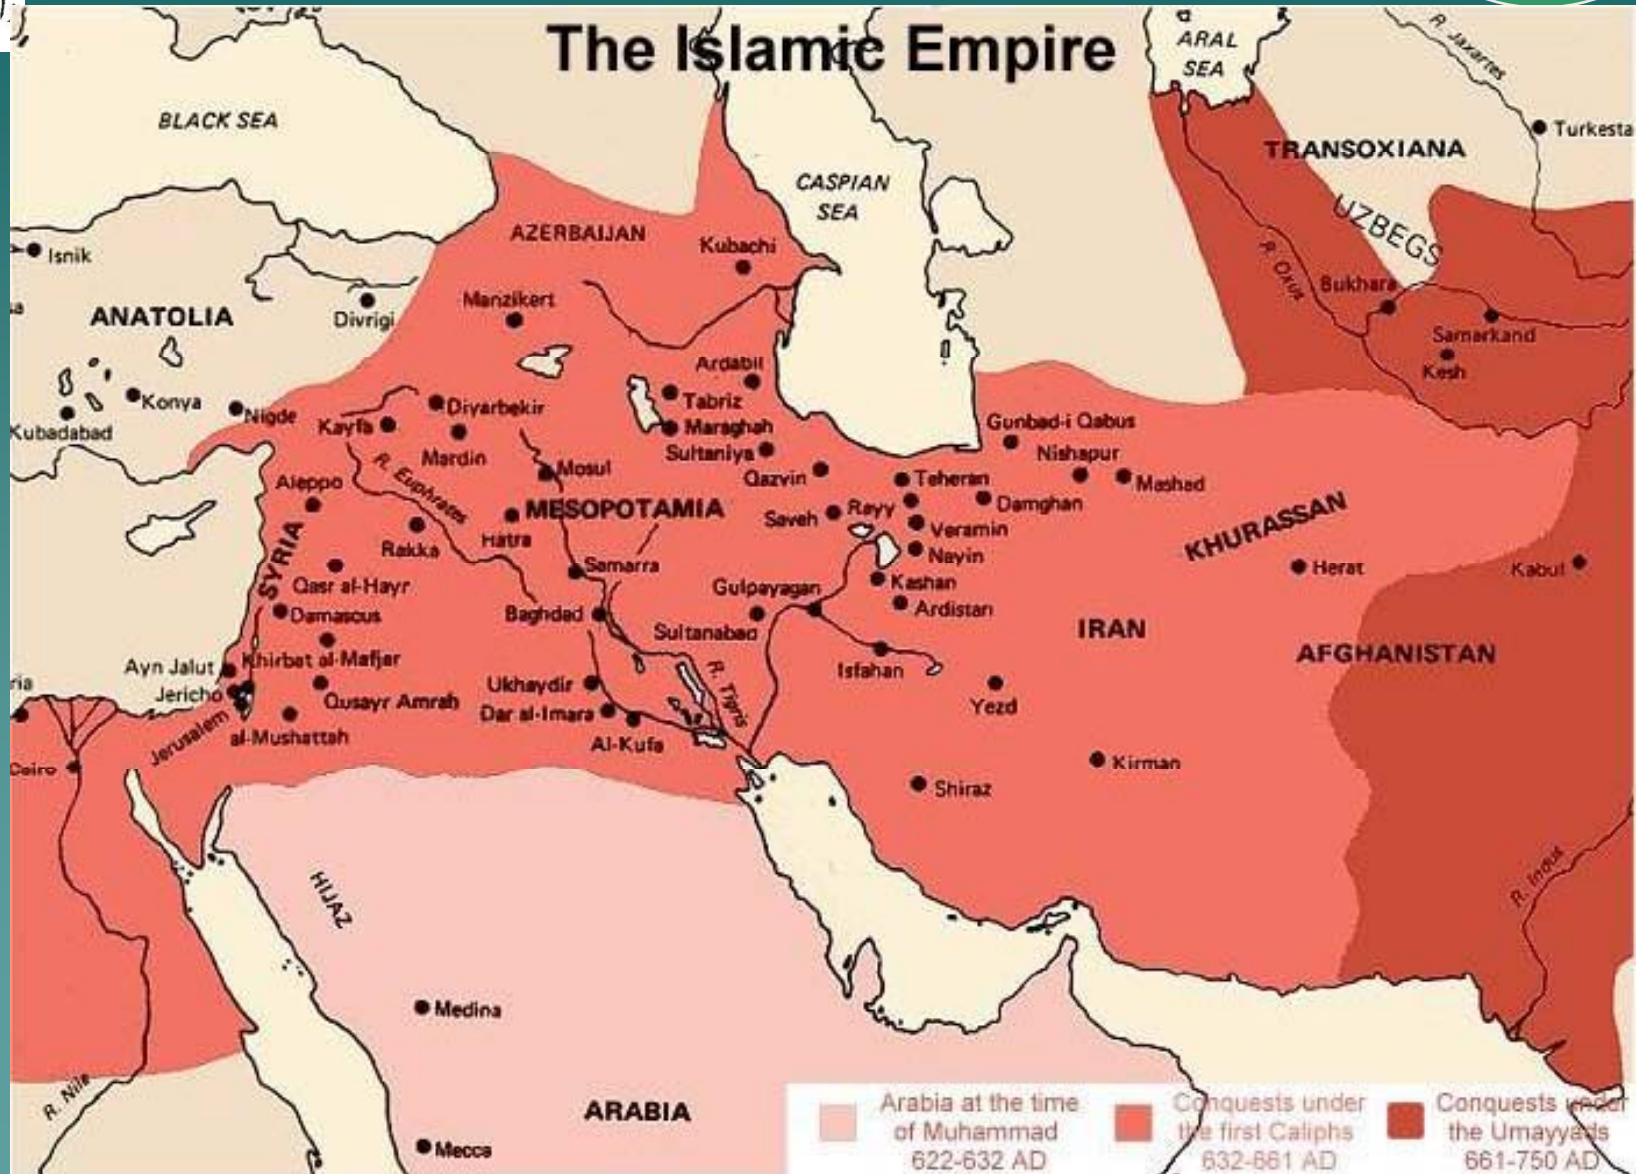 The Islamic Empire
ARAL
SEA
R. Jaxartes
BLACK SEA
Turkesta
TRANSOXIANA
CASPIAN
SEA
UZBEGS
AZERBAIJAN
Kubachi
Isnik
R. Oxus
Bukhara
Manzikert
ANATOLIA
Divrigi
Samarkand
Ardabil
Kesh
Tabriz
Konya
Nigde
Diyarbekir
Kubadabad
Kayfa
Maraghah
Gunbad-i Qabus
Mardin
Sultaniya
Nishapur
R. Euphrates
Mosul
Qazvin
Teheran
Mashad
Aleppo
MESOPOTAMIA
Saveh
Rayy
Damghan
Veramin
KHURASSAN
Rakka
Hatra
Nayin
SYRIA
Samarra
Herat
Kabul
Qasr al-Hayr
Gulpayagan
Kashan
Damascus
Baghdad
Ardistan
Sultanabad
IRAN
Khirbat al-Mafjar
AFGHANISTAN
Ayn Jalut
Isfahan
ria
Jericho
Ukhaydir
R. Tigris
Qusayr Amrah
Dar al-Imara
Yezd
Jerusalem
al-Mushattah
Al-Kufa
Cairo
Kirman
Shiraz
R. Indus
HIJAZ
Medina
R. Nile
ARABIA
Mecca
Arabia at the time
of Muhammad
622-632 AD
Conquests under
the first Caliphs
632-661 AD
Conquests under
the Umayyads
661-750 AD